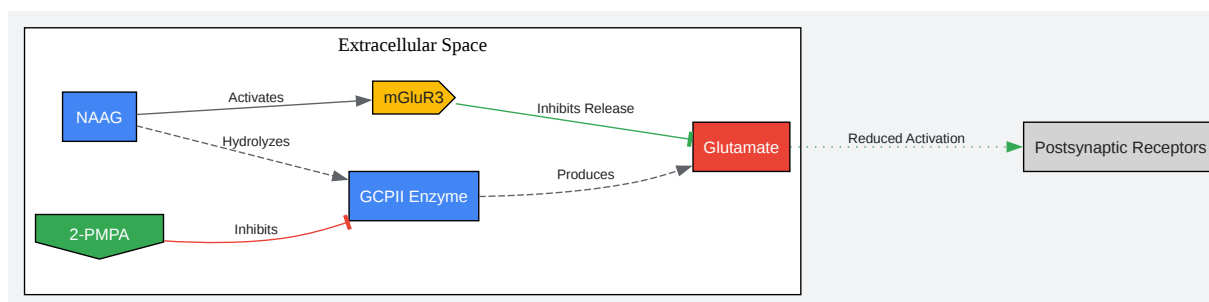 Extracellular Space
NAAG
Activates
mGluR3
Inhibits Release
Hydrolyzes
Glutamate
Reduced Activation
Postsynaptic Receptors
GCPII Enzyme
Produces
2-PMPA
Inhibits